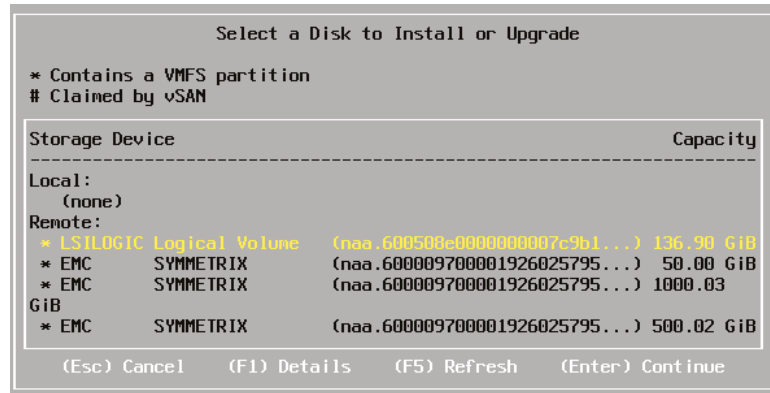 Select a Disk to Install or Upgrade
* Contains a VMFS partition
# Claimed by vSAN
Storage Device Capacity
--------------------------------------------------------------------
Local:
(none)
Remote:
* LSILOGIC Logical Volume (naa.600508e0000000007c9b1...) 136.90 GiB
* EMC SYMMETRIX (naa.600009700001926025795...) 50.00 GiB
* EMC SYMMETRIX (naa.600009700001926025795...) 1000.03
GiB
* EMC SYMMETRIX (naa.600009700001926025795...) 500.02 GiB
(Esc) Cancel (F1) Details (F5) Refresh (Enter) Continue